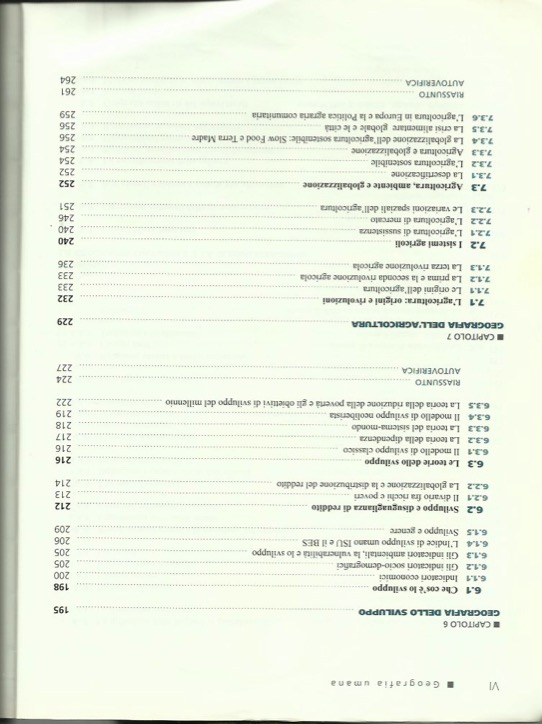 VI ■ Geografia umana
■ CAPITOLO 6
GEOGRAFIA DELLO SVILUPPO 195
6.1 Che cos'è lo sviluppo 198
6.1.1 Indicatori economici 200
6.1.2 Gli indicatori socio-demografici 205
6.1.3 Gli indicatori ambientali, la vulnerabilità e lo sviluppo 205
6.1.4 L'indice di sviluppo umano ISU e il BES 206
6.1.5 Sviluppo e genere 209
6.2 Sviluppo e disuguaglianza di reddito 212
6.2.1 Il divario fra ricchi e poveri 213
6.2.2 La globalizzazione e la distribuzione del reddito 214
6.3 Le teorie dello sviluppo 216
6.3.1 Il modello di sviluppo classico 216
6.3.2 La teoria della dipendenza 217
6.3.3 La teoria del sistema-mondo 218
6.3.4 Il modello di sviluppo neoliberista 219
6.3.5 La teoria della riduzione della povertà e gli obiettivi di sviluppo del millennio 222
RIASSUNTO 224
AUTOVERIFICA 227
■ CAPITOLO 7
GEOGRAFIA DELL'AGRICOLTURA 229
7.1 L'agricoltura: origini e rivoluzioni 232
7.1.1 Le origini dell'agricoltura 233
7.1.2 La prima e la seconda rivoluzione agricola 233
7.1.3 La terza rivoluzione agricola 236
7.2 I sistemi agricoli 240
7.2.1 L'agricoltura di sussistenza 240
7.2.2 L'agricoltura di mercato 246
7.2.3 Le variazioni spaziali dell'agricoltura 251
7.3 Agricoltura, ambiente e globalizzazione 252
7.3.1 La desertificazione 252
7.3.2 L'agricoltura sostenibile 254
7.3.3 Agricoltura e globalizzazione 254
7.3.4 La globalizzazione dell'agricoltura sostenibile: Slow Food e Terra Madre 256
7.3.5 La crisi alimentare globale e le città 256
7.3.6 L'agricoltura in Europa e la Politica agraria comunitaria 259
RIASSUNTO 261
AUTOVERIFICA 264